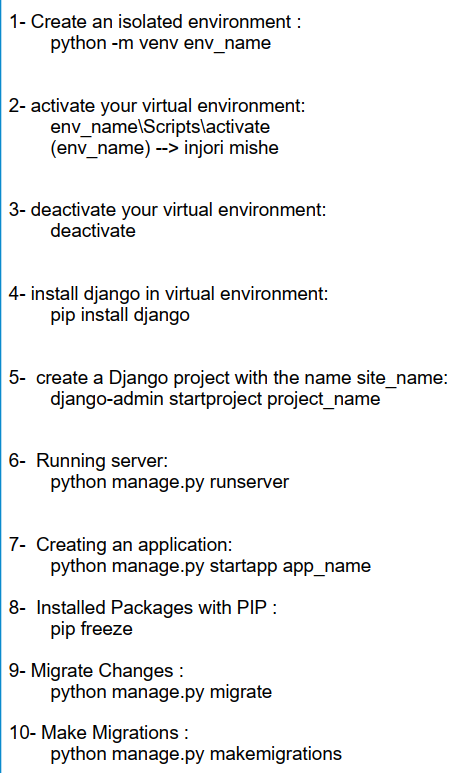 1- Create an isolated environment :
python -m venv env_name
2- activate your virtual environment:
env_name\Scripts\activate
(env_name) --> injori mishe
3- deactivate your virtual environment:
deactivate
4- install django in virtual environment:
pip install django
5-  create a Django project with the name site_name:
django-admin startproject project_name
6-  Running server:
python manage.py runserver
7-  Creating an application:
python manage.py startapp app_name
8-  Installed Packages with PIP :
pip freeze
9- Migrate Changes :
python manage.py migrate
10- Make Migrations :
python manage.py makemigrations